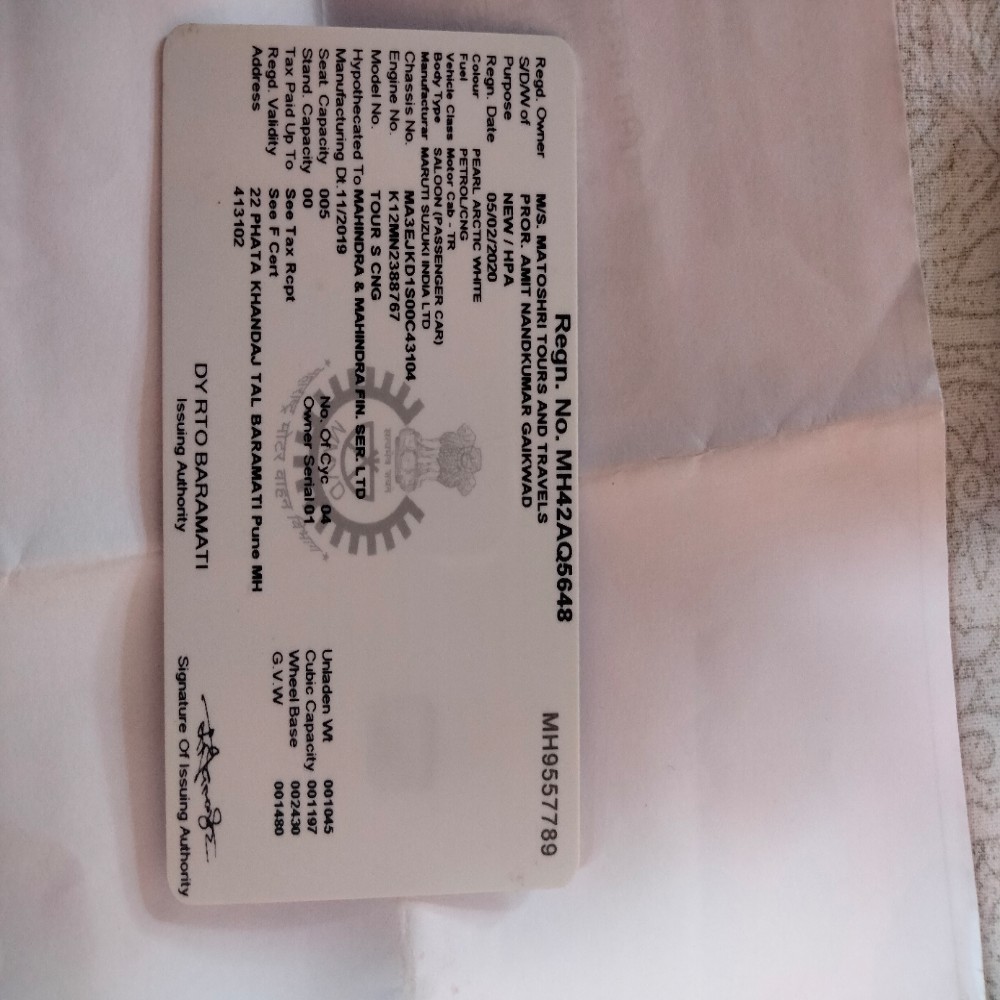 Regn. No. MH42AQ5648 MH9557789
Regd. Owner M/S. MATOSHRI TOURS AND TRAVELS
S/D/W of PROR. AMIT NANDKUMAR GAIKWAD
Purpose NEW / HPA
Regn. Date 05/02/2020
Colour PEARL ARCTIC WHITE
Fuel PETROL/CNG
Vehicle Class Motor Cab - TR
Body Type SALOON (PASSENGER CAR)
Manufacturar MARUTI SUZUKI INDIA LTD
Chassis No. MA3EJKD1S00C43104
Engine No. K12MN2388767
Model No. TOUR S CNG
Hypothecated To MAHINDRA & MAHINDRA FIN. SER. LTD
Manufacturing Dt. 11/2019
Seat. Capacity 005 No. Of Cyc 04 Unladen Wt 001045
Stand. Capacity 00 Owner Serial 01 Cubic Capacity 001197
Tax Paid Up To See Tax Rcpt Wheel Base 002430
Regd. Validity See F Cert G.V.W 001480
Address 22 PHATA KHANDAJ TAL BARAMATI Pune MH
413102
DY RTO BARAMATI
Issuing Authority Signature Of Issuing Authority